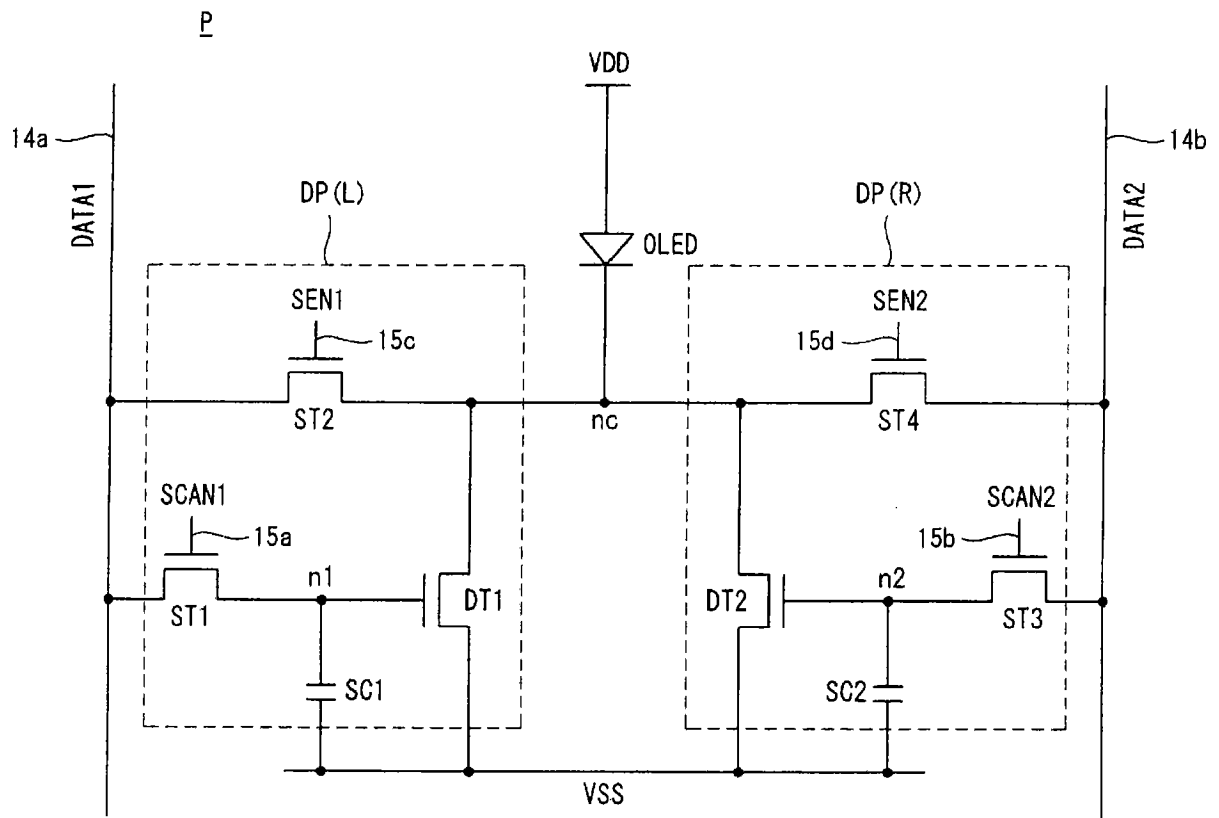 P
VDD
14a
14b
DATA1
DP(L)
DP(R)
DATA2
OLED
SEN1
SEN2
15c
15d
ST2
nc
ST4
SCAN1
SCAN2
15a
15b
n1
n2
ST1
DT1
DT2
ST3
SC1
SC2
VSS